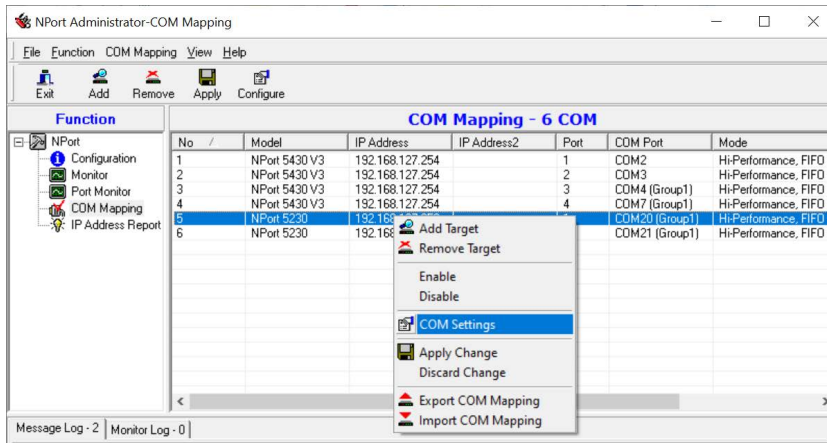 NPort Administrator-COM Mapping
File Function COM Mapping View Help
Exit Add Remove Apply Configure
Function
COM Mapping - 6 COM
NPort
Configuration
Monitor
Port Monitor
COM Mapping
IP Address Report
No Model IP Address IP Address2 Port COM Port Mode
1 NPort 5430 V3 192.168.127.254 1 COM2 Hi-Performance, FIFO
2 NPort 5430 V3 192.168.127.254 2 COM3 Hi-Performance, FIFO
3 NPort 5430 V3 192.168.127.254 3 COM4 (Group1) Hi-Performance, FIFO
4 NPort 5430 V3 192.168.127.254 4 COM7 (Group1) Hi-Performance, FIFO
5 NPort 5230 COM20 (Group1) Hi-Performance, FIFO
6 NPort 5230 COM21 (Group1) Hi-Performance, FIFO
Add Target
Remove Target
Enable
Disable
COM Settings
Apply Change
Discard Change
Export COM Mapping
Import COM Mapping
Message Log - 2 Monitor Log - 0